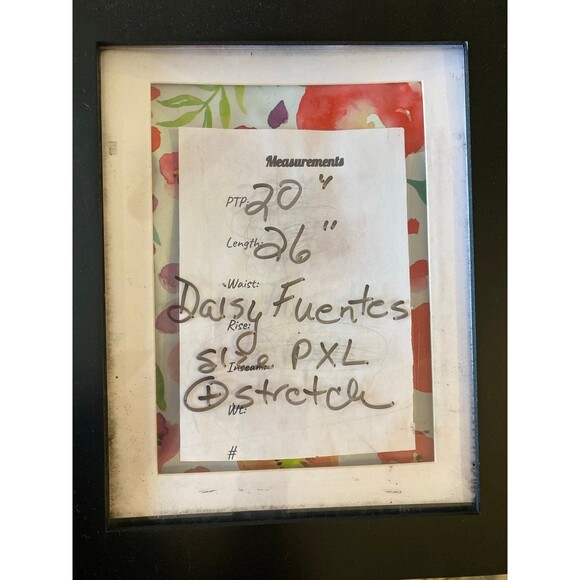 Measurements
PTP: 20"
Length: 26"
Waist:
Daisy Fuentes
Rise:
size PXL
Inseam:
⊕ stretch
Wt:
#